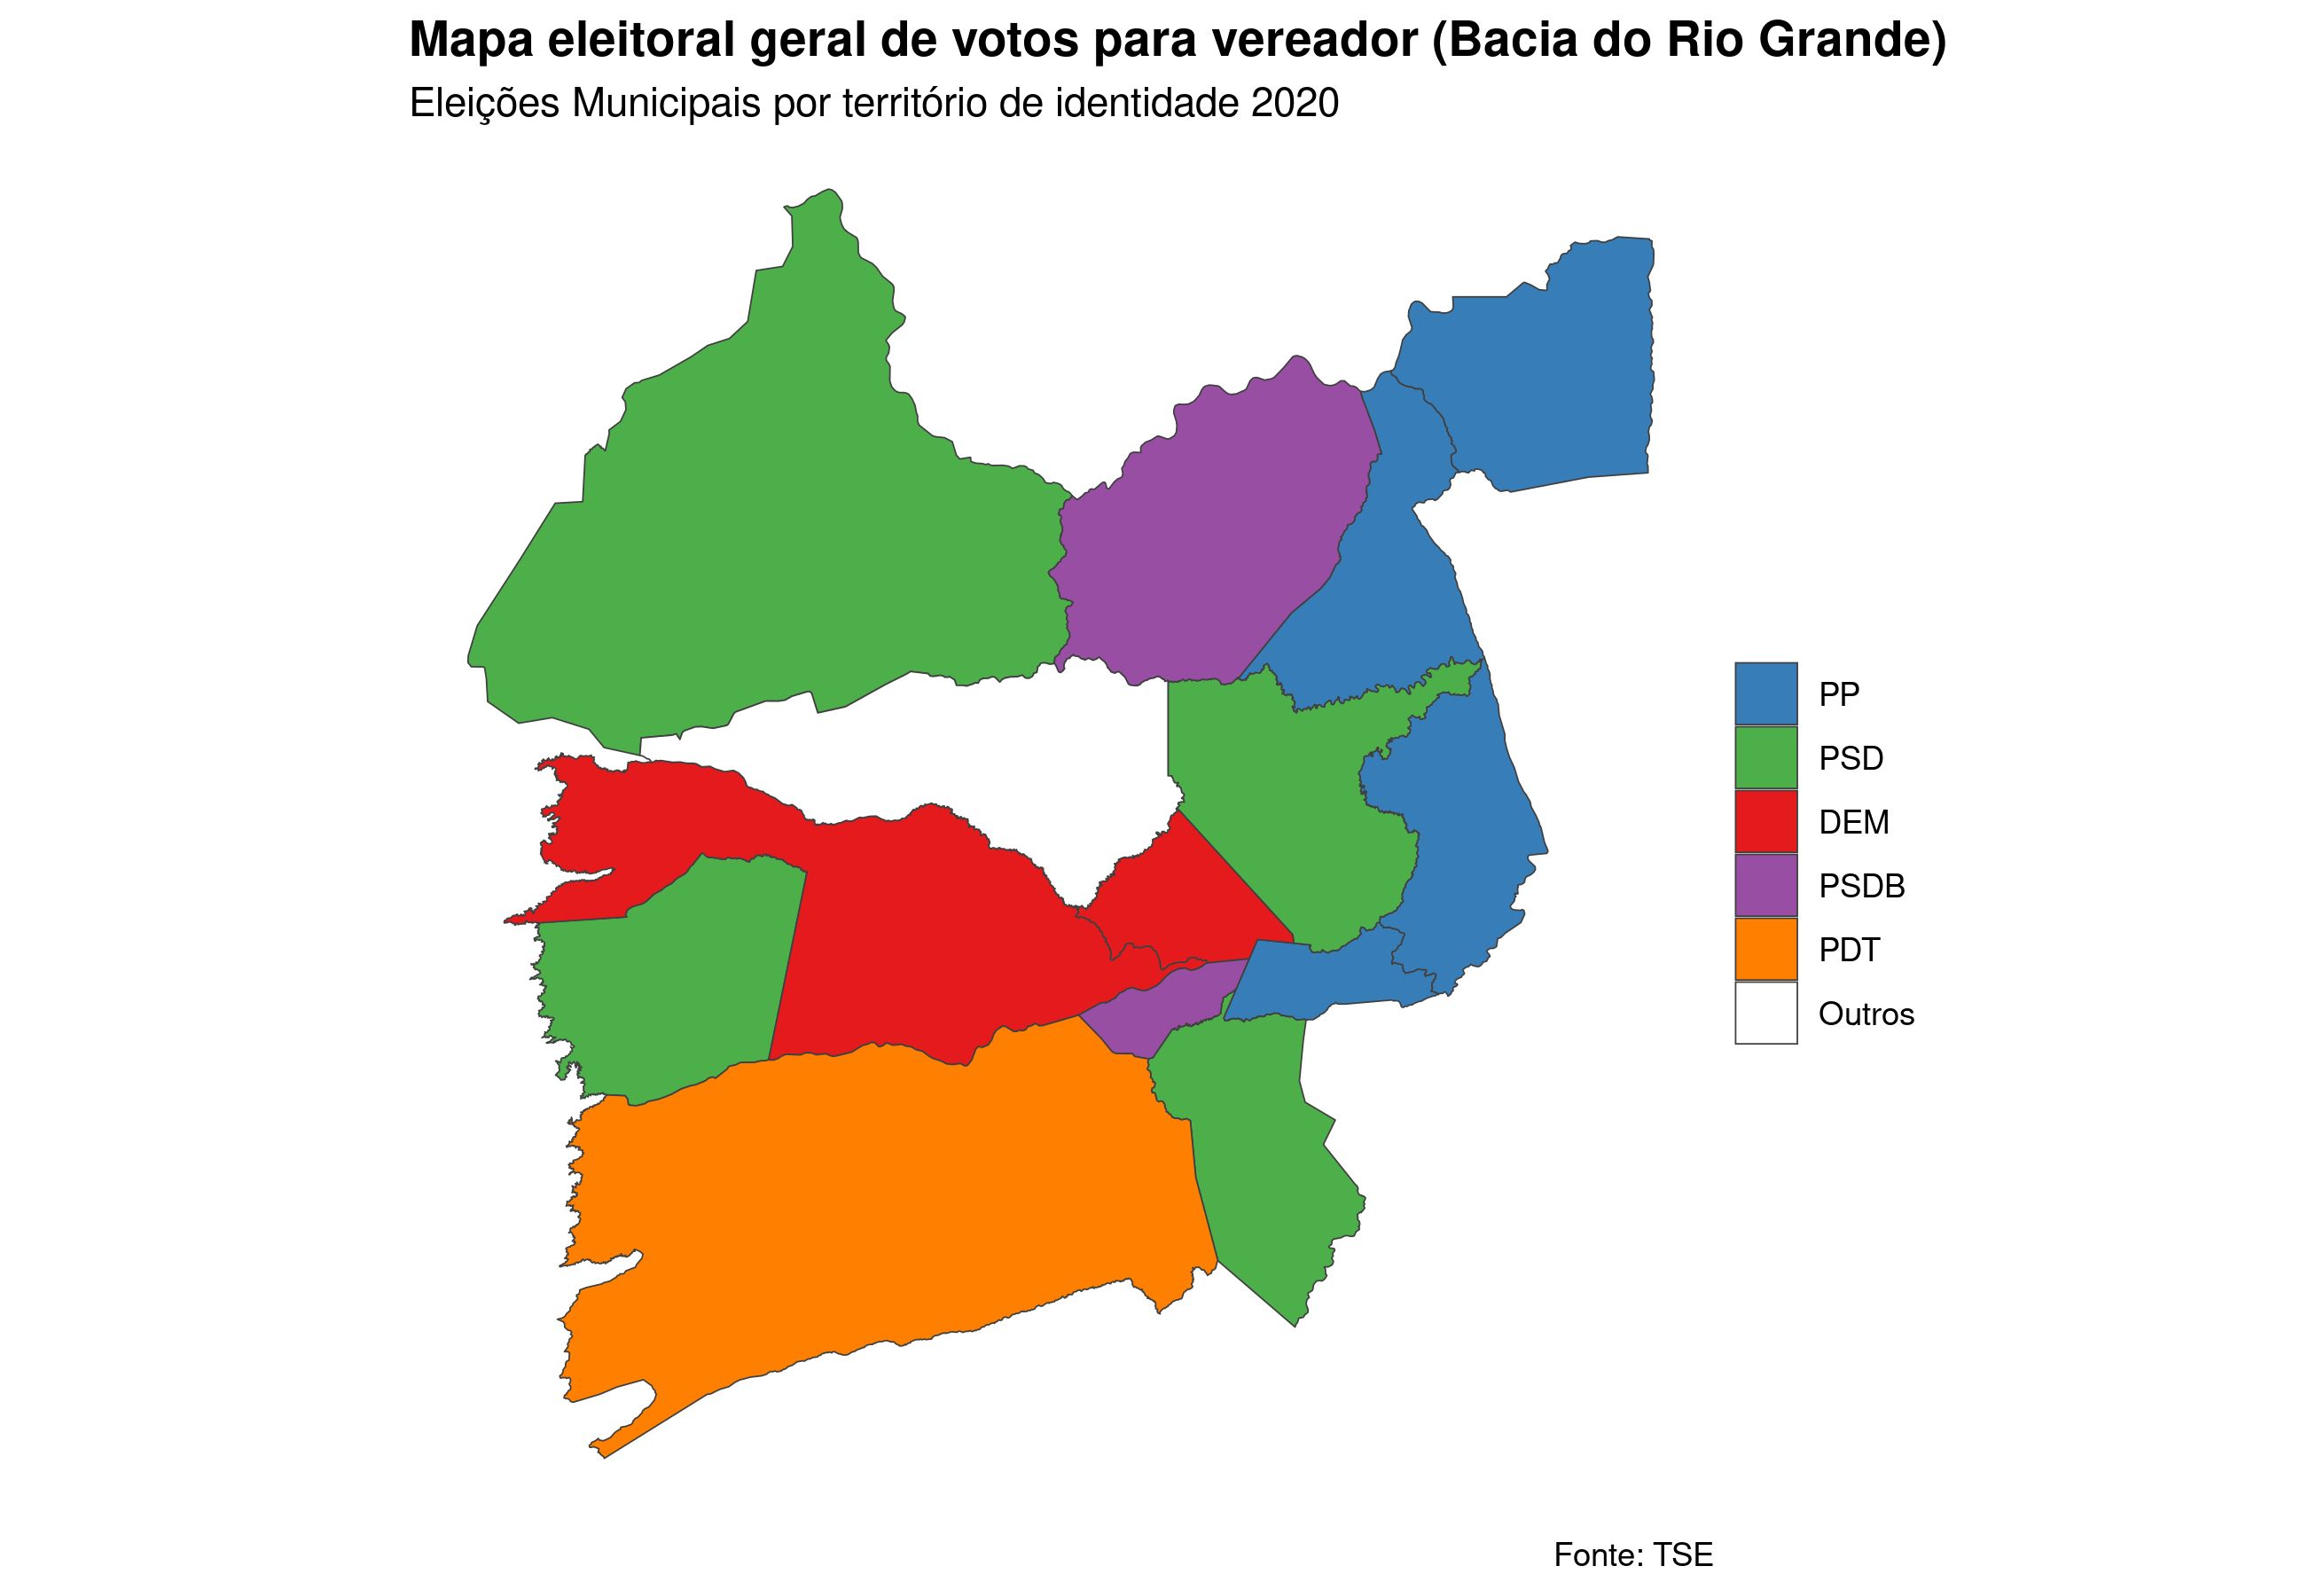 Mapa eleitoral geral de votos para vereador (Bacia do Rio Grande)
Eleições Municipais por território de identidade 2020
PP
PSD
DEM
PSDB
PDT
Outros
Fonte: TSE